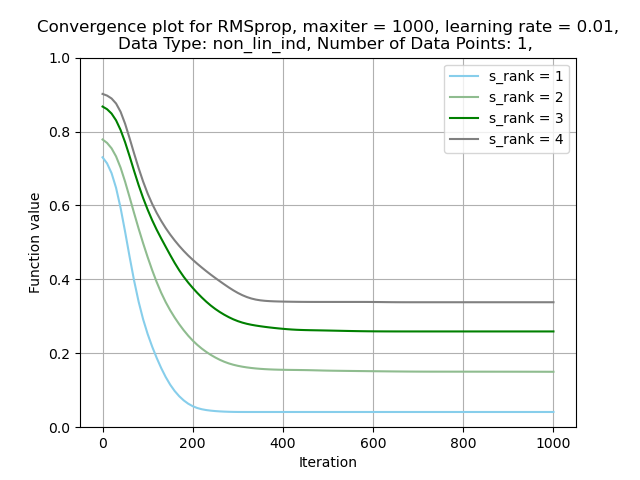 Convergence plot for RMSprop, maxiter = 1000, learning rate = 0.01,
Data Type: non_lin_ind, Number of Data Points: 1,
1.0
0.8
0.6
0.4
0.2
0.0
Function value
s_rank = 1
s_rank = 2
s_rank = 3
s_rank = 4
0 200 400 600 800 1000
Iteration